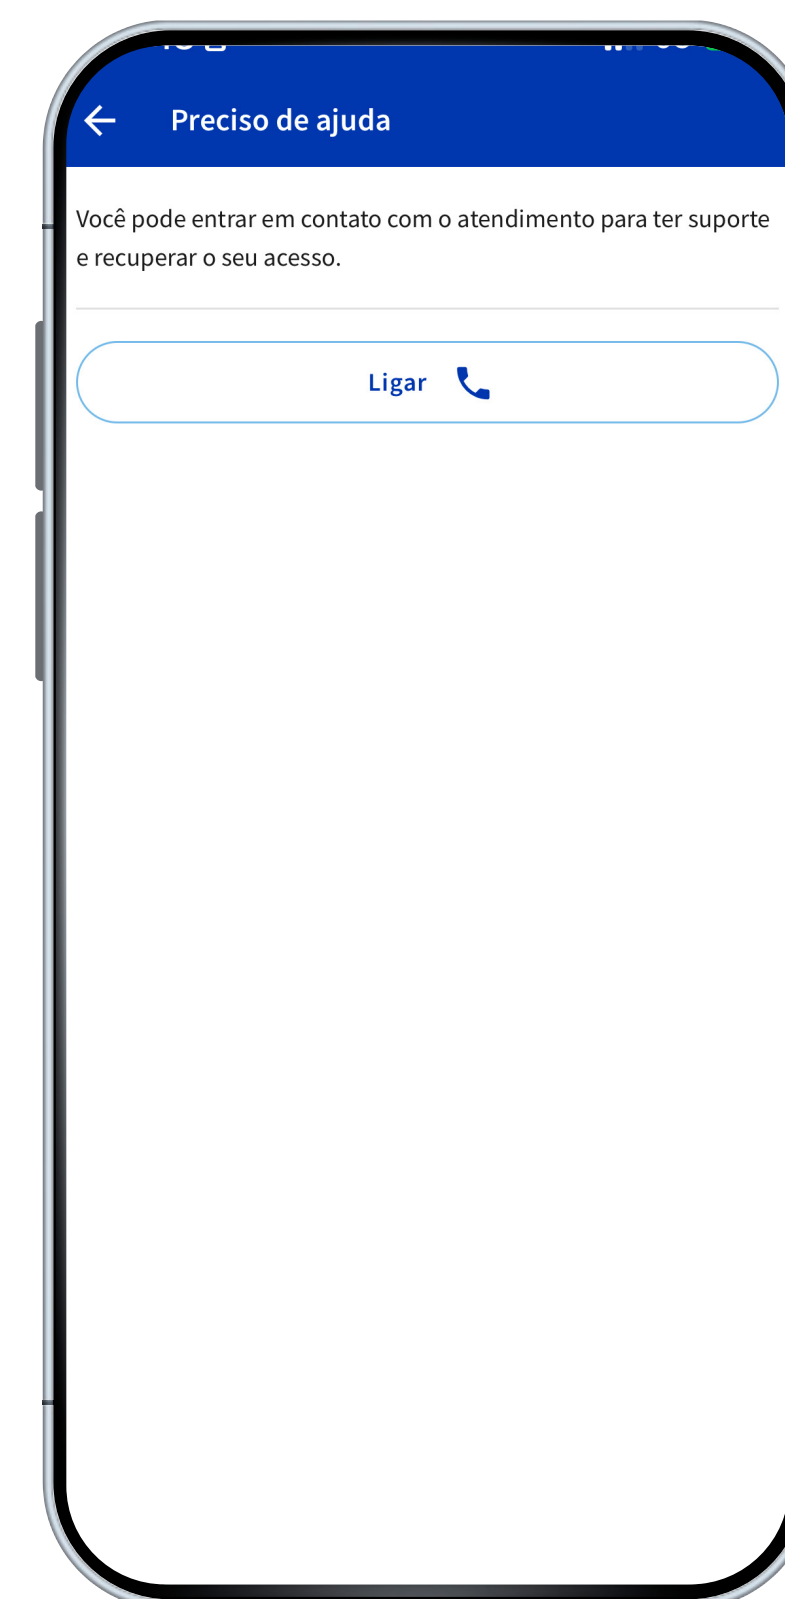 Preciso de ajuda
Você pode entrar em contato com o atendimento para ter suporte
e recuperar o seu acesso.
Ligar